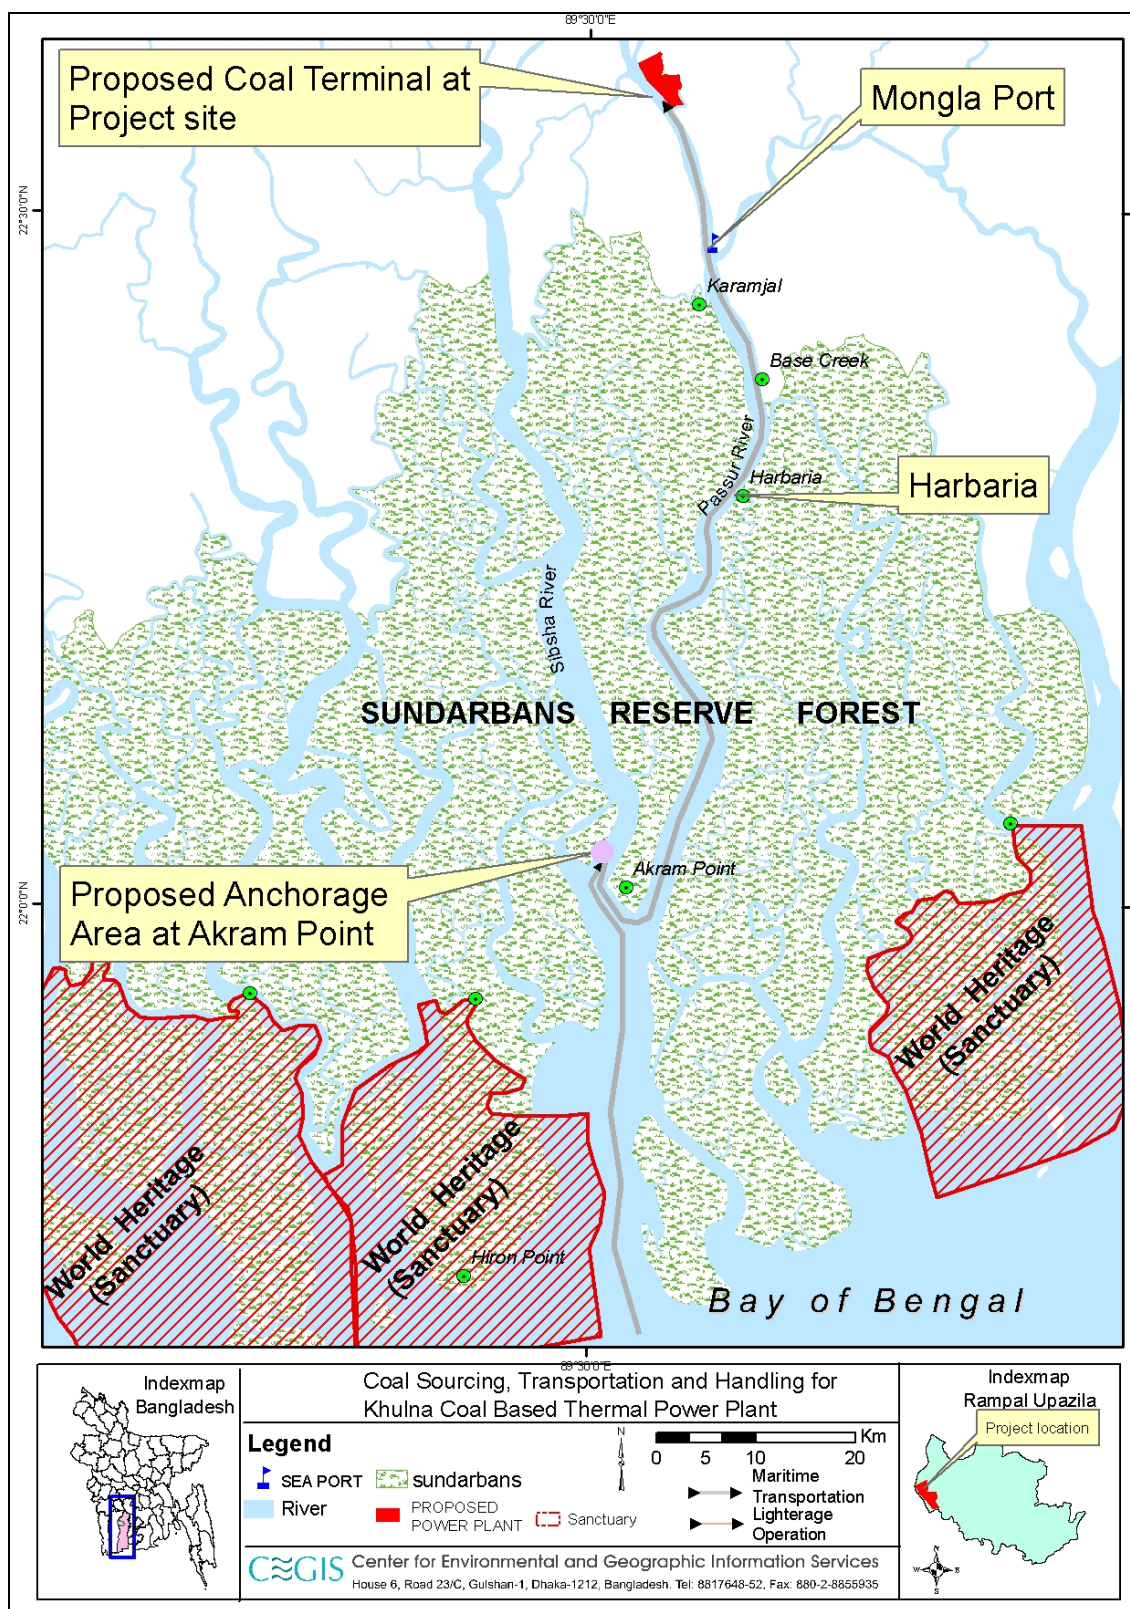 89°30'0"E
Proposed Coal Terminal at
Project site
Mongla Port
22°30'0"N
Karamjal
Base Creek
Passur River
Harbaria
Harbaria
Sibsha River
SUNDARBANS RESERVE FOREST
Akram Point
Proposed Anchorage
Area at Akram Point
22°0'0"N
World Heritage
(Sanctuary)
World Heritage
(Sanctuary)
World Heritage
(Sanctuary)
Hiron Point
Bay of Bengal
89°30'0"E
Indexmap
Bangladesh
Coal Sourcing, Transportation and Handling for
Khulna Coal Based Thermal Power Plant
Legend
SEA PORT
sundarbans
River
PROPOSED
POWER PLANT
Sanctuary
N
Km
0 5 10 20
Maritime
Transportation
Lighterage
Operation
CEGIS Center for Environmental and Geographic Information Services
House 6, Road 23/C, Gulshan-1, Dhaka-1212, Bangladesh. Tel: 8817648-52, Fax: 880-2-8855935
Indexmap
Rampal Upazila
Project location
N
W E
S